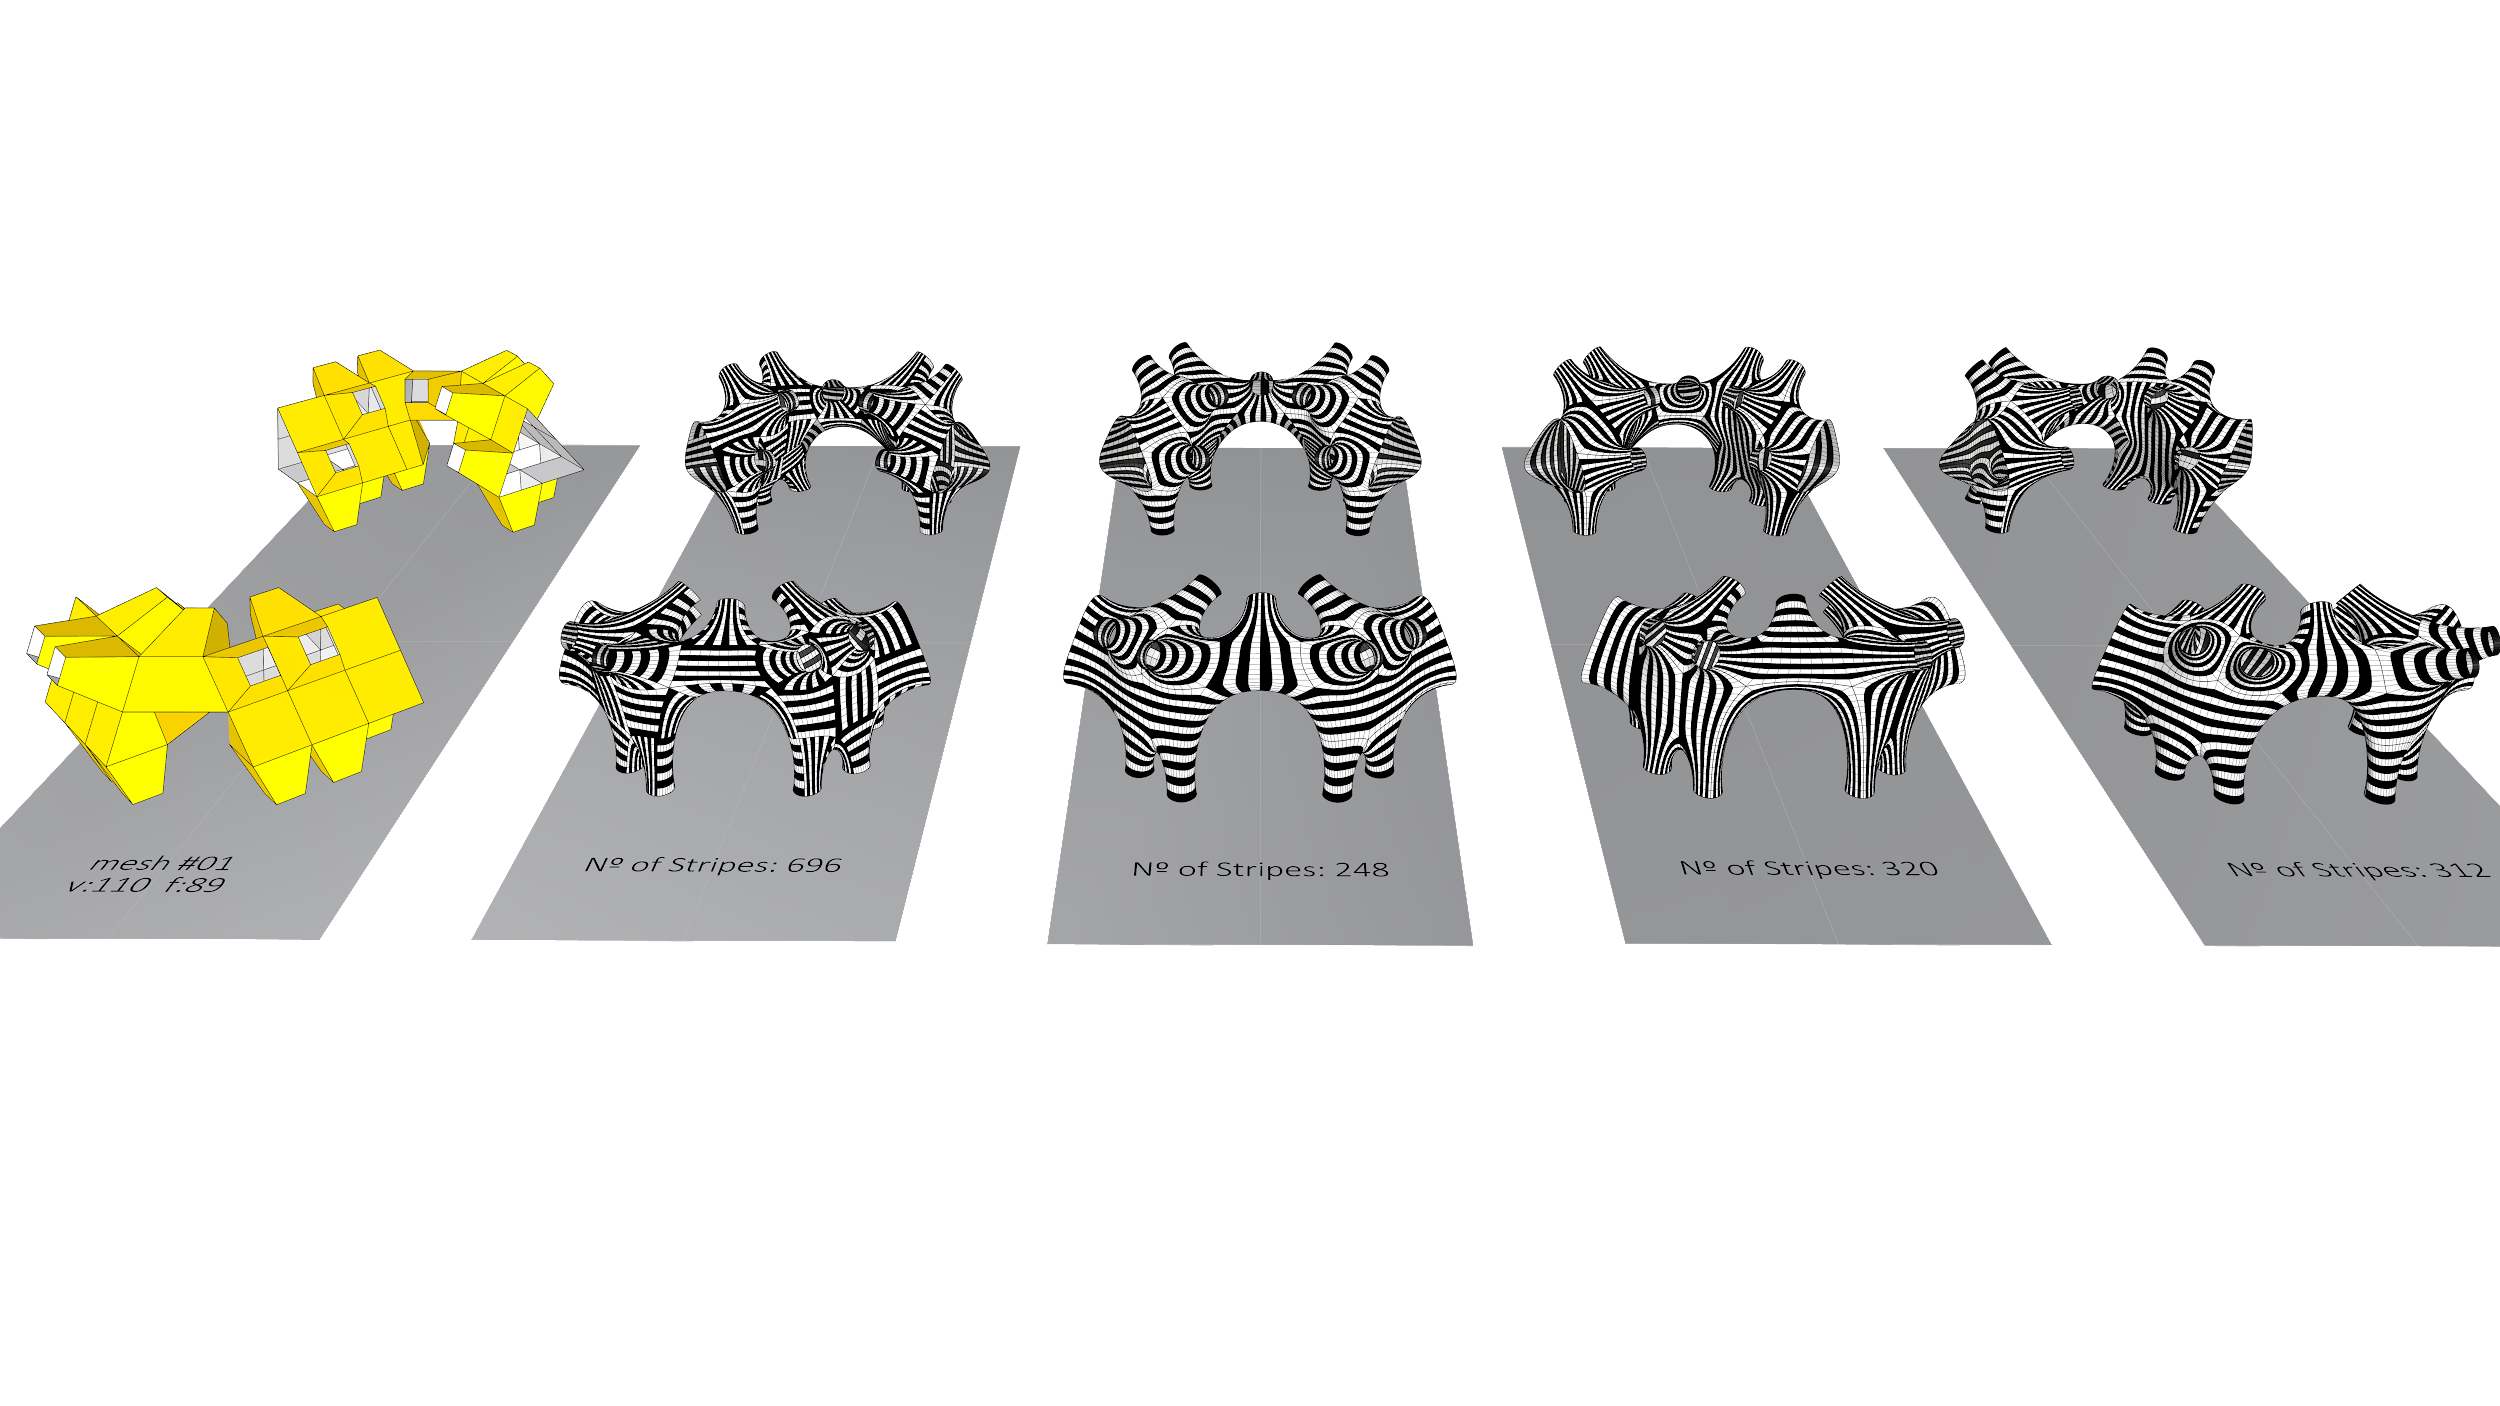 mesh #01
v:110 f:89
Nº of Stripes: 696
Nº of Stripes: 248
Nº of Stripes: 320
Nº of Stripes: 312